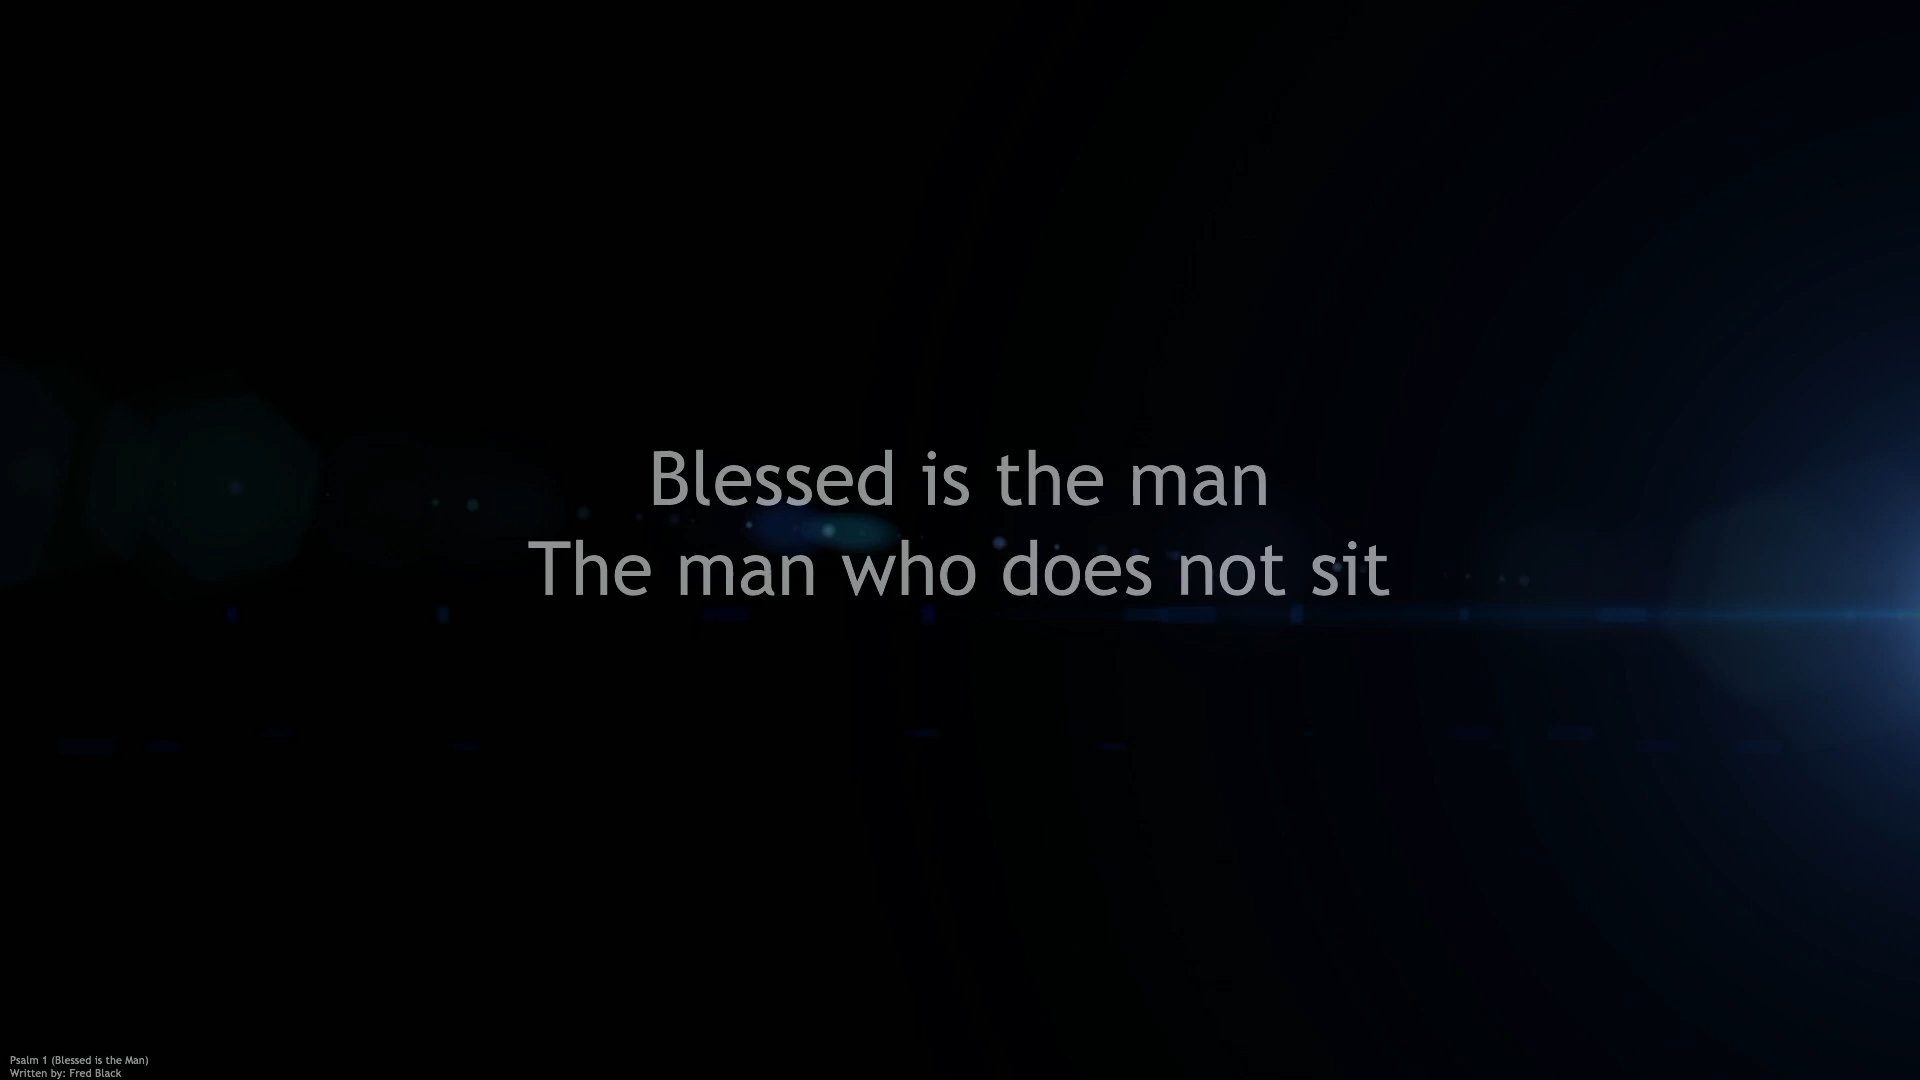 Blessed is the man
The man who does not sit
Psalm 1 (Blessed is the Man)
Written by: Fred Black